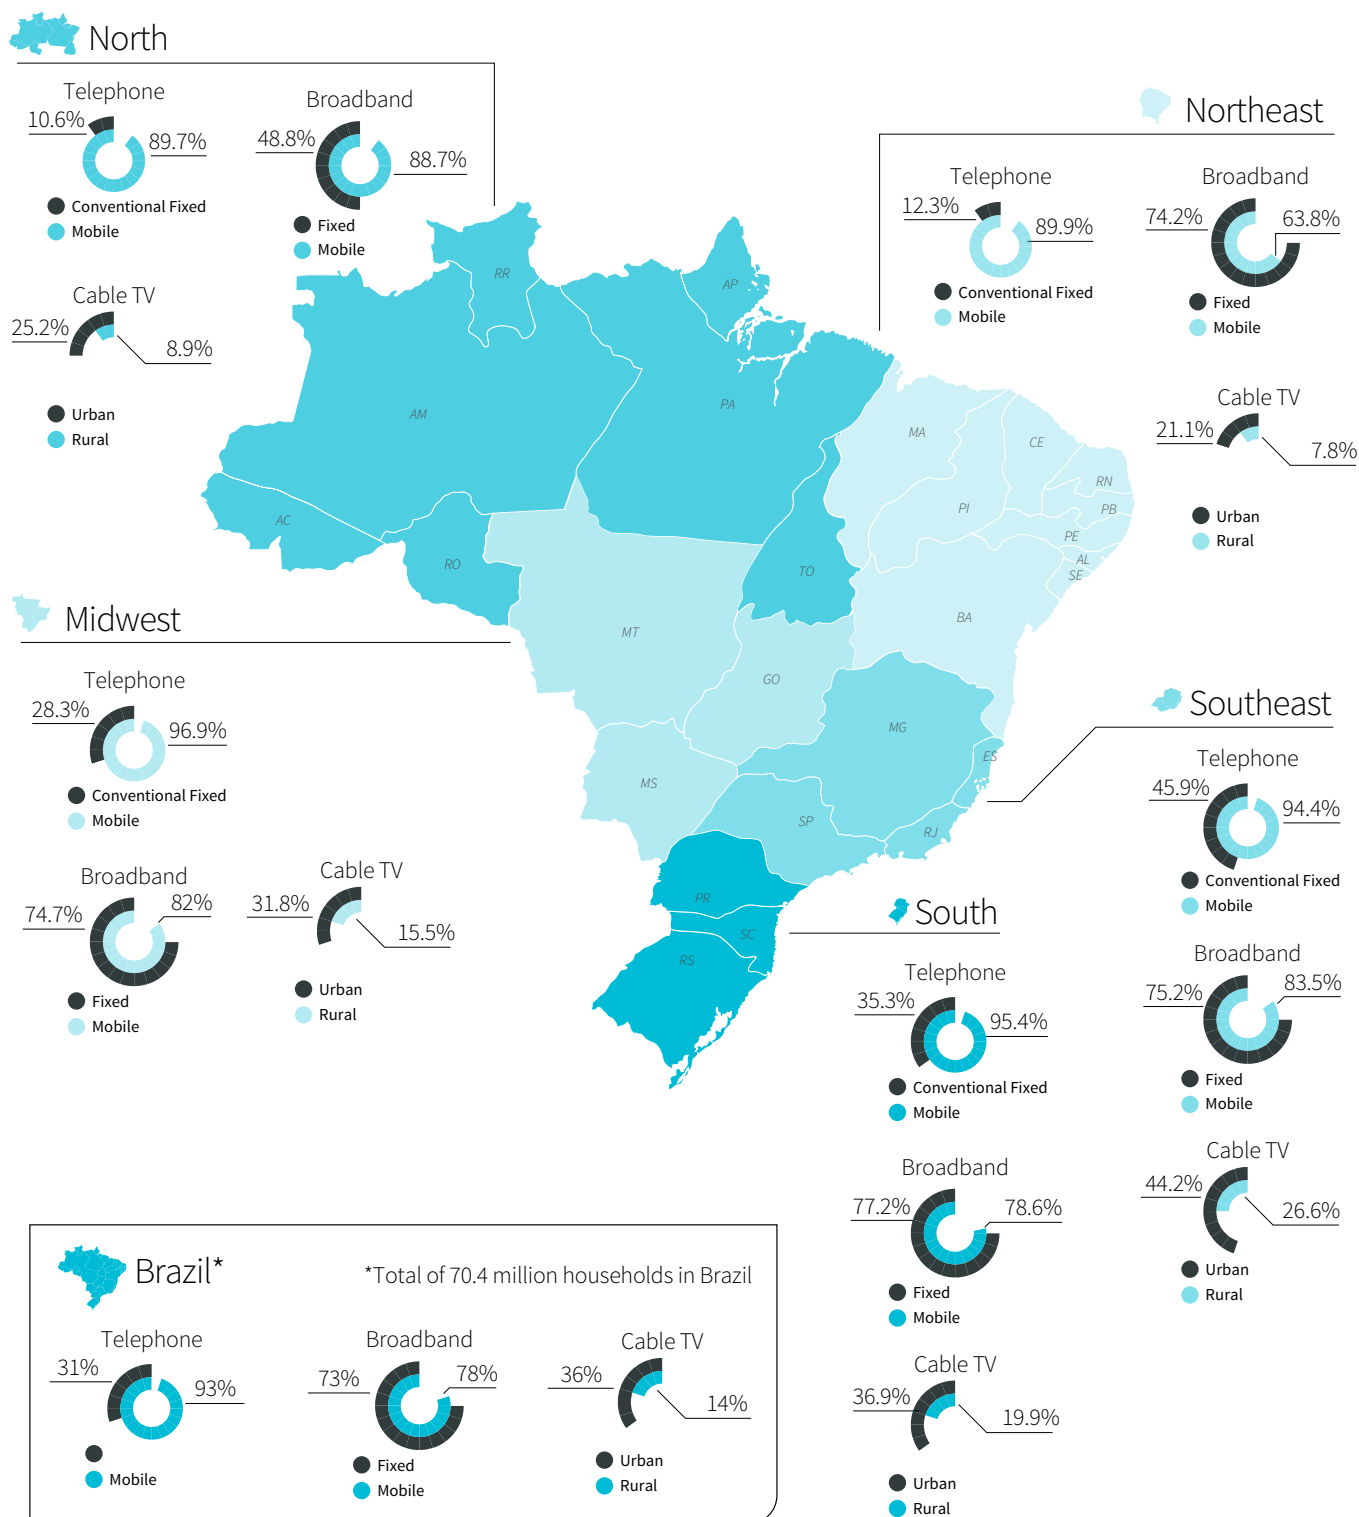 North
Telephone
10.6%
89.7%
Conventional Fixed
Mobile
Broadband
48.8%
88.7%
Fixed
Mobile
Cable TV
25.2%
8.9%
Urban
Rural
Northeast
Telephone
12.3%
89.9%
Conventional Fixed
Mobile
Broadband
74.2%
63.8%
Fixed
Mobile
Cable TV
21.1%
7.8%
Urban
Rural
RR
AP
AM
PA
MA
CE
RN
PB
PI
PE
AL
SE
AC
RO
TO
BA
MT
GO
MG
ES
MS
SP
RJ
PR
SC
RS
Midwest
Telephone
28.3%
96.9%
Conventional Fixed
Mobile
Broadband
74.7%
82%
Fixed
Mobile
Cable TV
31.8%
15.5%
Urban
Rural
Southeast
Telephone
45.9%
94.4%
Conventional Fixed
Mobile
Broadband
75.2%
83.5%
Fixed
Mobile
Cable TV
44.2%
26.6%
Urban
Rural
South
Telephone
35.3%
95.4%
Conventional Fixed
Mobile
Broadband
77.2%
78.6%
Fixed
Mobile
Cable TV
36.9%
19.9%
Urban
Rural
Brazil*
*Total of 70.4 million households in Brazil
Telephone
31%
93%
Mobile
Broadband
73%
78%
Fixed
Mobile
Cable TV
36%
14%
Urban
Rural